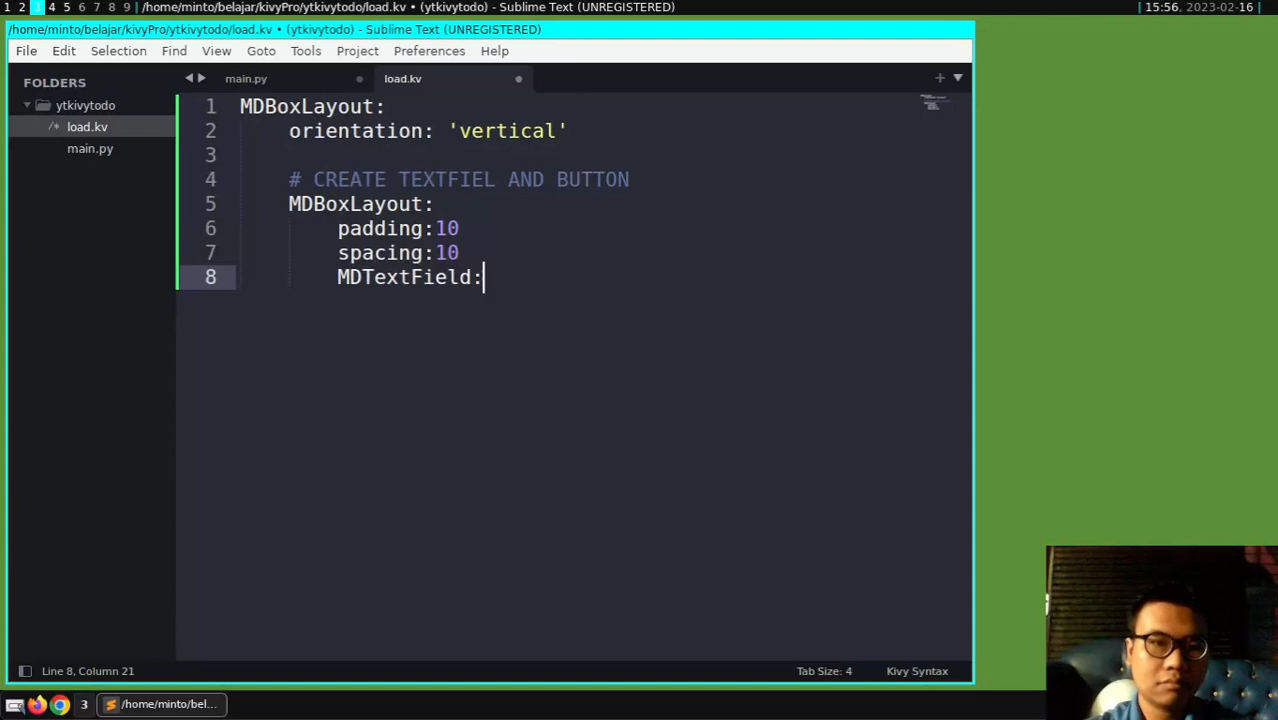 1 2 3 4 5 6 7 8 9 | /home/minto/belajar/kivyPro/ytkivytodo/load.kv • (ytkivytodo) - Sublime Text (UNREGISTERED) | 15:56, 2023-02-16
/home/minto/belajar/kivyPro/ytkivytodo/load.kv • (ytkivytodo) - Sublime Text (UNREGISTERED)
File Edit Selection Find View Goto Tools Project Preferences Help
FOLDERS
ytkivytodo
/* load.kv
main.py
main.py load.kv
1 MDBoxLayout:
2 orientation: 'vertical'
3
4 # CREATE TEXTFIEL AND BUTTON
5 MDBoxLayout:
6 padding:10
7 spacing:10
8 MDTextField:
Line 8, Column 21 Tab Size: 4 Kivy Syntax
3 /home/minto/bel...